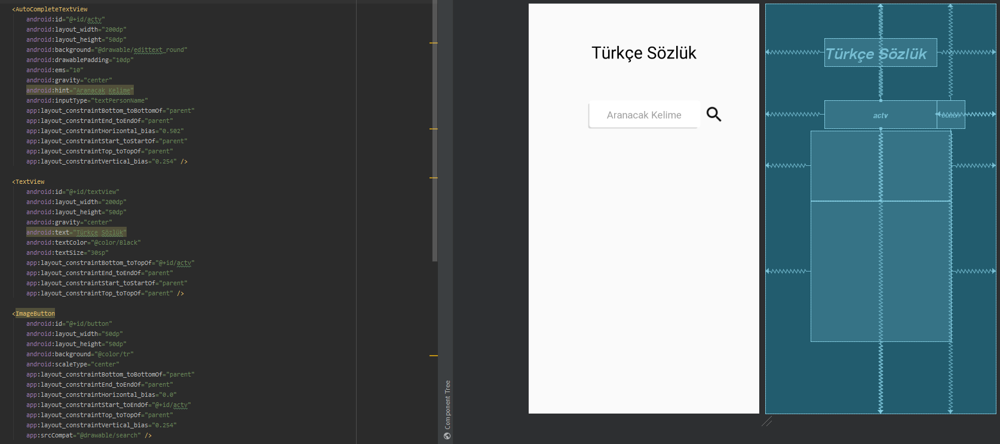 <AutoCompleteTextView
android:id="@+id/actv"
android:layout_width="200dp"
android:layout_height="50dp"
android:background="@drawable/edittext_round"
android:drawablePadding="10dp"
android:ems="10"
android:gravity="center"
android:hint="Aranacak Kelime"
android:inputType="textPersonName"
app:layout_constraintBottom_toBottomOf="parent"
app:layout_constraintEnd_toEndOf="parent"
app:layout_constraintHorizontal_bias="0.502"
app:layout_constraintStart_toStartOf="parent"
app:layout_constraintTop_toTopOf="parent"
app:layout_constraintVertical_bias="0.254" />
<TextView
android:id="@+id/textView"
android:layout_width="200dp"
android:layout_height="50dp"
android:gravity="center"
android:text="Türkçe Sözlük"
android:textColor="@color/Black"
android:textSize="30sp"
app:layout_constraintBottom_toTopOf="@+id/actv"
app:layout_constraintEnd_toEndOf="parent"
app:layout_constraintStart_toStartOf="parent"
app:layout_constraintTop_toTopOf="parent" />
<ImageButton
android:id="@+id/button"
android:layout_width="50dp"
android:layout_height="50dp"
android:background="@color/tr"
android:scaleType="center"
app:layout_constraintBottom_toBottomOf="parent"
app:layout_constraintEnd_toEndOf="parent"
app:layout_constraintHorizontal_bias="0.0"
app:layout_constraintStart_toEndOf="@+id/actv"
app:layout_constraintTop_toTopOf="parent"
app:layout_constraintVertical_bias="0.254"
app:srcCompat="@drawable/search" />
Component Tree
Türkçe Sözlük
Aranacak Kelime
Türkçe Sözlük
actv
button